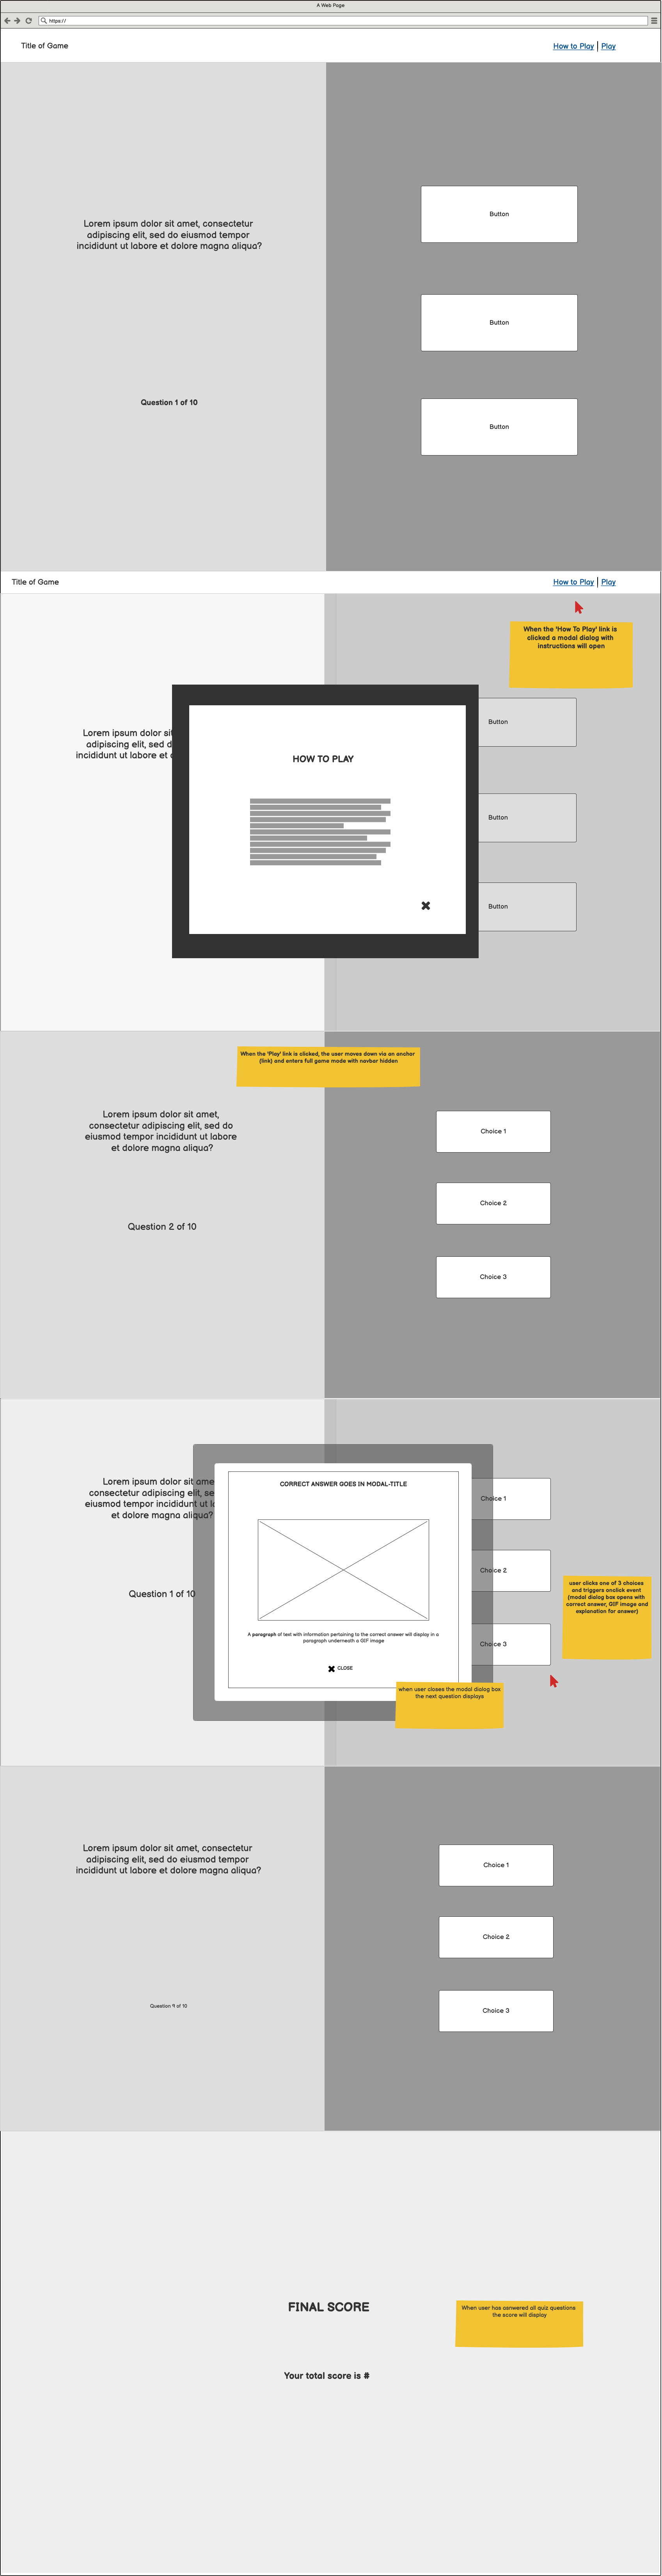 A Web Page
https://
Title of Game
How to Play
Play
Lorem ipsum dolor sit amet, consectetur
adipiscing elit, sed do eiusmod tempor
incididunt ut labore et dolore magna aliqua?
Question 1 of 10
Button
Button
Button
Title of Game
How to Play
Play
When the 'How To Play' link is
clicked a modal dialog with
instructions will open
Lorem ipsum dolor sit
adipiscing elit, sed d
incididunt ut labore et
HOW TO PLAY
Button
Button
Button
When the 'Play' link is clicked, the user moves down via an anchor
(link) and enters full game mode with navbar hidden
Lorem ipsum dolor sit amet,
consectetur adipiscing elit, sed do
eiusmod tempor incididunt ut labore
et dolore magna aliqua?
Question 2 of 10
Choice 1
Choice 2
Choice 3
Lorem ipsum dolor sit ame
consectetur adipiscing elit, se
eiusmod tempor incididunt ut la
et dolore magna aliqua?
Question 1 of 10
CORRECT ANSWER GOES IN MODAL-TITLE
A paragraph of text with information pertaining to the correct answer will display in a
paragraph underneath a GIF image
CLOSE
Choice 1
Choice 2
Choice 3
user clicks one of 3 choices
and triggers onclick event
(modal dialog box opens with
correct answer, GIF image and
explanation for answer)
when user closes the modal dialog box
the next question displays
Lorem ipsum dolor sit amet, consectetur
adipiscing elit, sed do eiusmod tempor
incididunt ut labore et dolore magna aliqua?
Question 9 of 10
Choice 1
Choice 2
Choice 3
FINAL SCORE
Your total score is #
When user has asnwered all quiz questions
the score will display